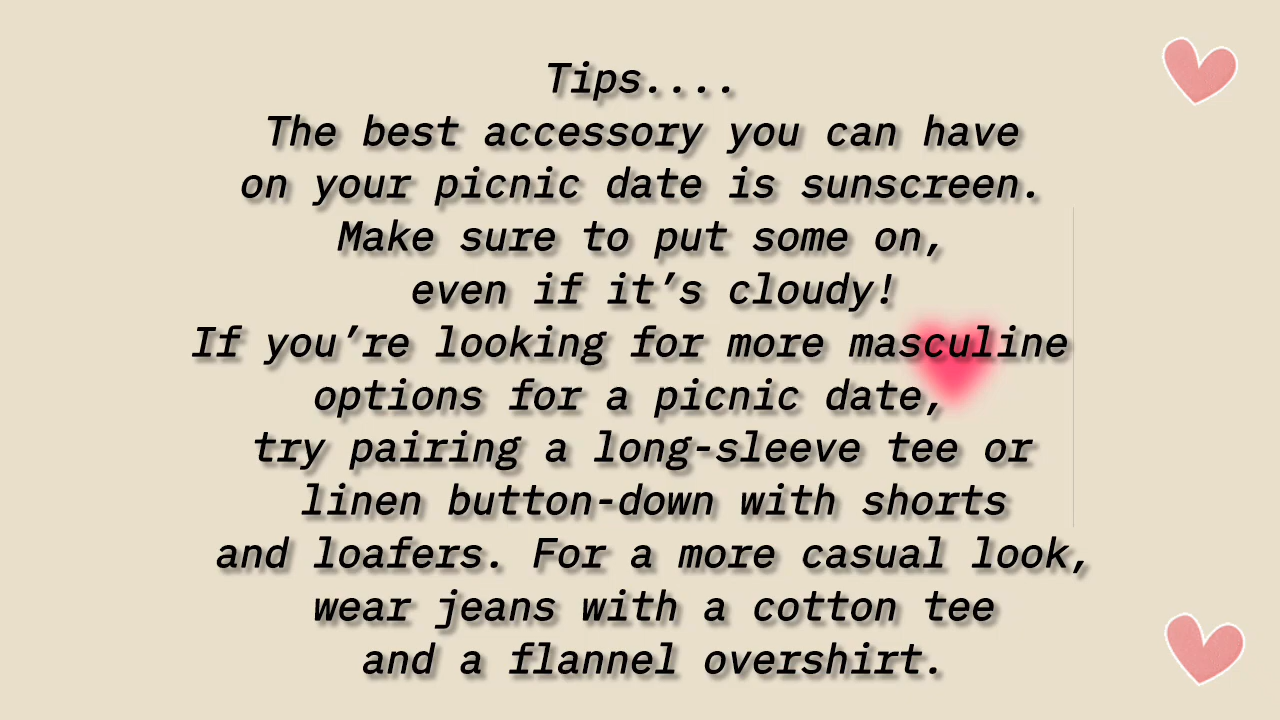 Tips....
The best accessory you can have
on your picnic date is sunscreen.
Make sure to put some on,
even if it’s cloudy!
If you’re looking for more masculine
options for a picnic date,
try pairing a long-sleeve tee or
linen button-down with shorts
and loafers. For a more casual look,
wear jeans with a cotton tee
and a flannel overshirt.